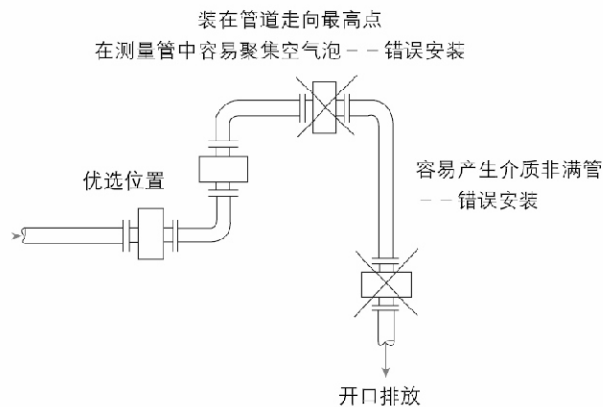 装在管道走向最高点
在测量管中容易聚集空气泡－－错误安装
优选位置
容易产生介质非满管
－－错误安装
开口排放